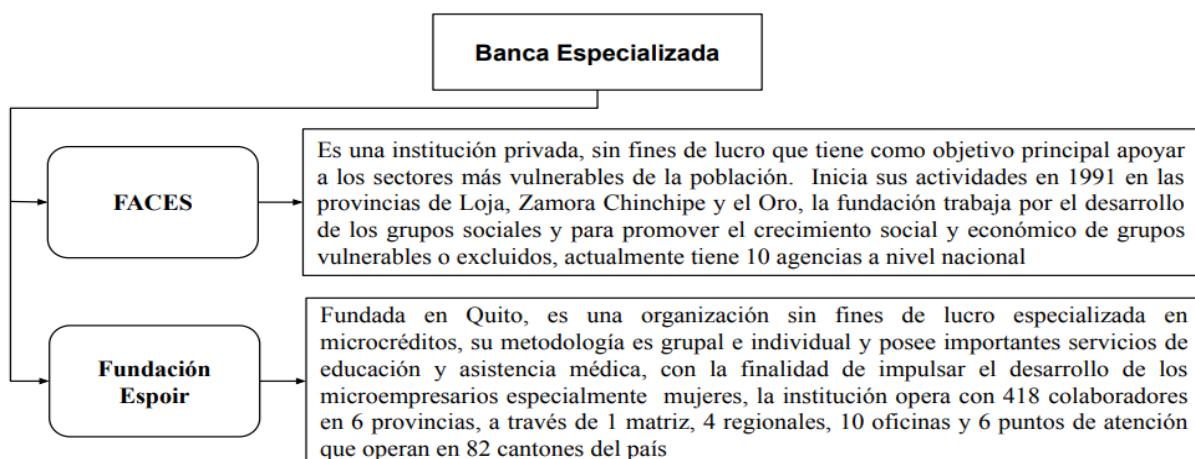 Banca Especializada
FACES
Es una institución privada, sin fines de lucro que tiene como objetivo principal apoyar
a los sectores más vulnerables de la población. Inicia sus actividades en 1991 en las
provincias de Loja, Zamora Chinchipe y el Oro, la fundación trabaja por el desarrollo
de los grupos sociales y para promover el crecimiento social y económico de grupos
vulnerables o excluidos, actualmente tiene 10 agencias a nivel nacional
Fundación
Espoir
Fundada en Quito, es una organización sin fines de lucro especializada en
microcréditos, su metodología es grupal e individual y posee importantes servicios de
educación y asistencia médica, con la finalidad de impulsar el desarrollo de los
microempresarios especialmente mujeres, la institución opera con 418 colaboradores
en 6 provincias, a través de 1 matriz, 4 regionales, 10 oficinas y 6 puntos de atención
que operan en 82 cantones del país